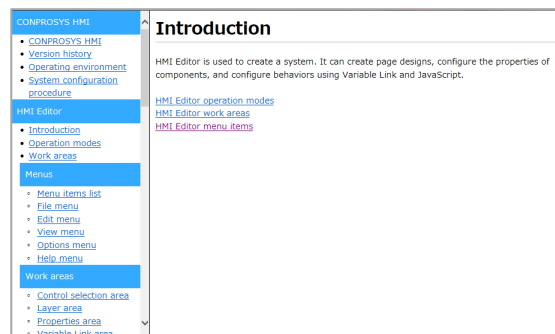 CONPROSYS HMI
CONPROSYS HMI
Version history
Operating environment
System configuration
procedure
HMI Editor
Introduction
Operation modes
Work areas
Menus
Menu items list
File menu
Edit menu
View menu
Options menu
Help menu
Work areas
Control selection area
Layer area
Properties area
Variable Link area
Introduction
HMI Editor is used to create a system. It can create page designs, configure the properties of
components, and configure behaviors using Variable Link and JavaScript.
HMI Editor operation modes
HMI Editor work areas
HMI Editor menu items